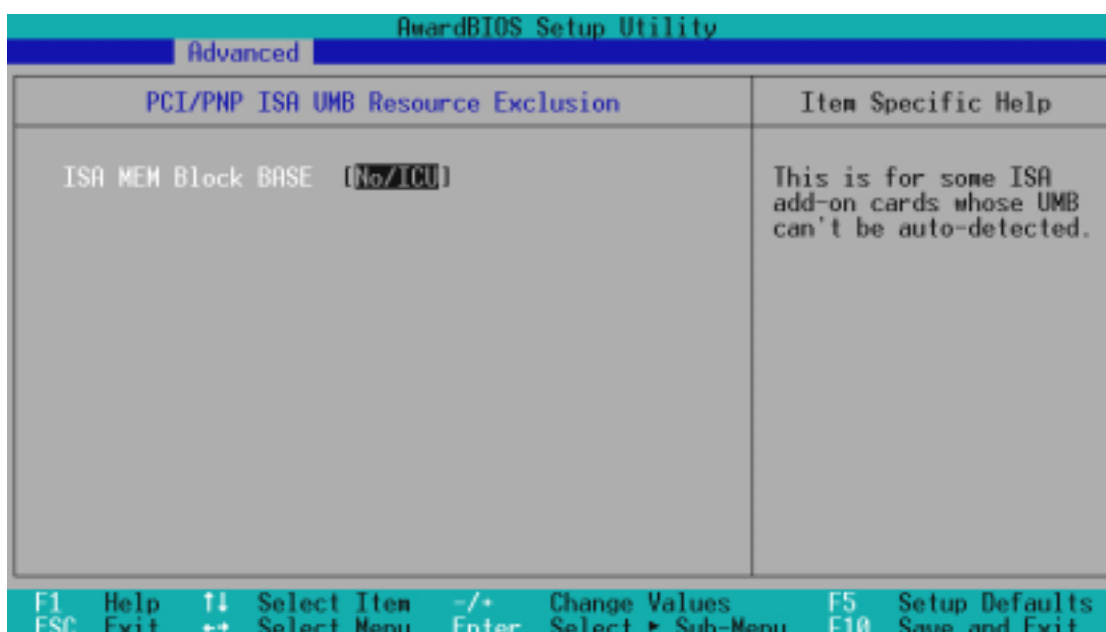 AwardBIOS Setup Utility
Advanced
PCI/PNP ISA UMB Resource Exclusion
Item Specific Help
ISA MEM Block BASE [No/ICU]
This is for some ISA
add-on cards whose UMB
can't be auto-detected.
F1 Help ↑↓ Select Item -/+ Change Values F5 Setup Defaults
ESC Exit ←→ Select Menu Enter Select ► Sub-Menu F10 Save and Exit